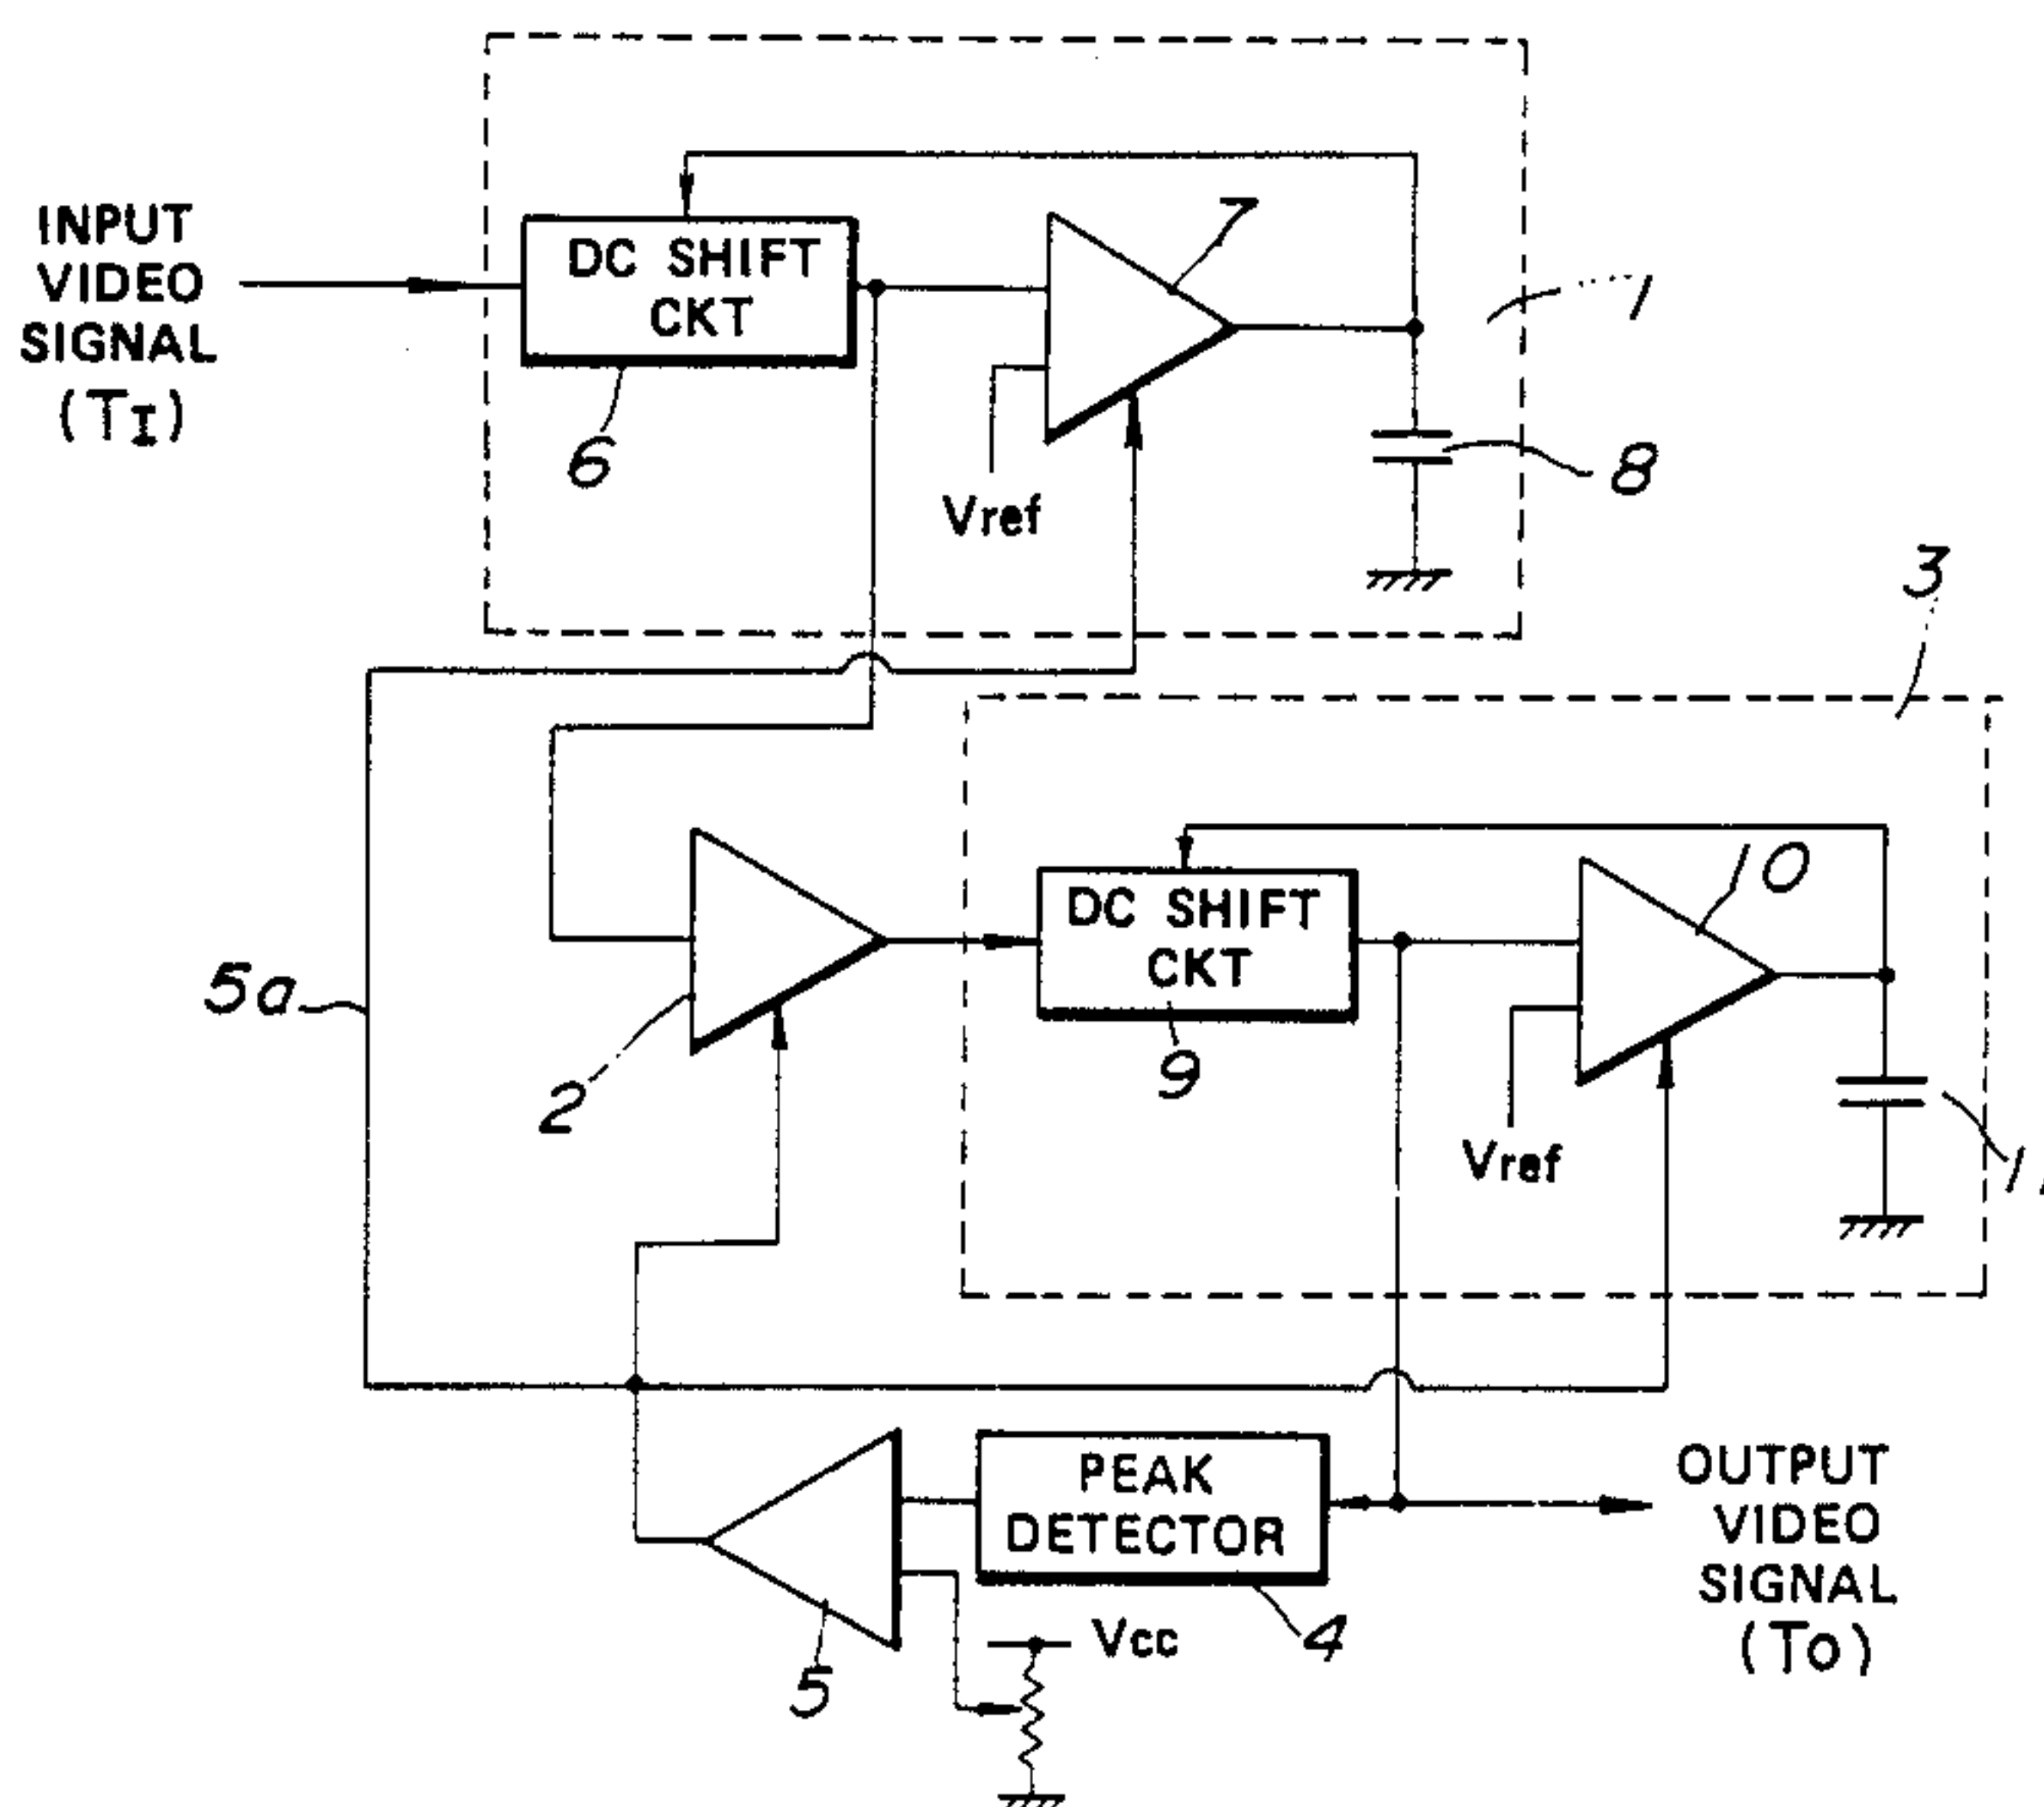 INPUT
VIDEO
SIGNAL
(TI)
DC SHIFT
CKT
6
7
Vref
1
8
3
5a
2
DC SHIFT
CKT
9
10
Vref
11
PEAK
DETECTOR
4
5
Vcc
OUTPUT
VIDEO
SIGNAL
(TO)